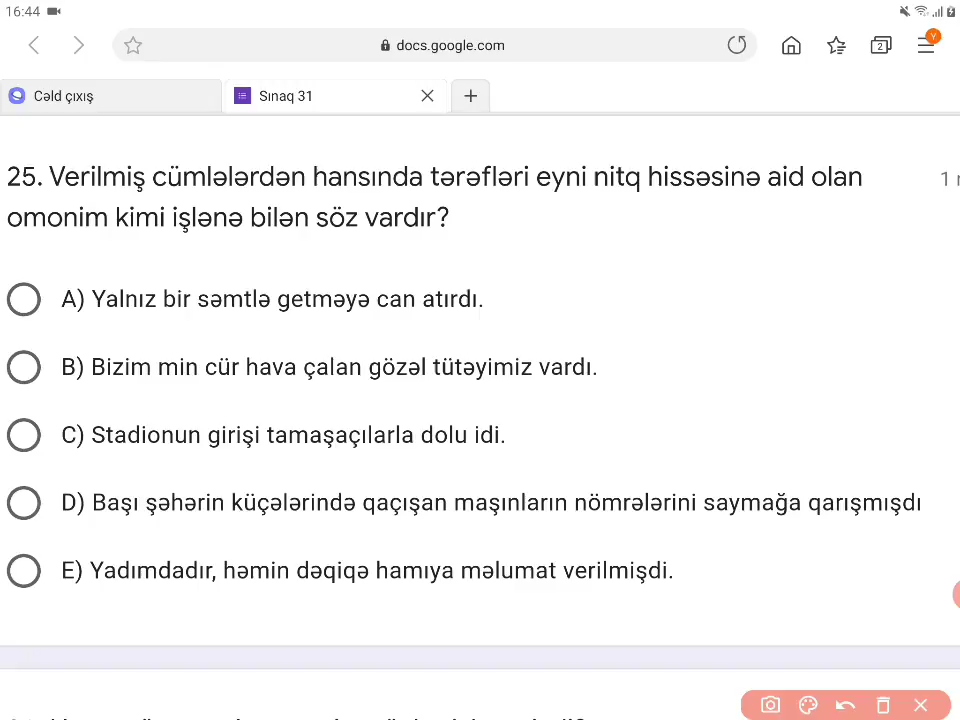 16:44
docs.google.com
2
Y
Cəld çıxış
Sınaq 31
25. Verilmiş cümlələrdən hansında tərəfləri eyni nitq hissəsinə aid olan
1
omonim kimi işlənə bilən söz vardır?
A) Yalnız bir səmtlə getməyə can atırdı.
B) Bizim min cür hava çalan gözəl tütəyimiz vardı.
C) Stadionun girişi tamaşaçılarla dolu idi.
D) Başı şəhərin küçələrində qaçışan maşınların nömrələrini saymağa qarışmışdı
E) Yadımdadır, həmin dəqiqə hamıya məlumat verilmişdi.